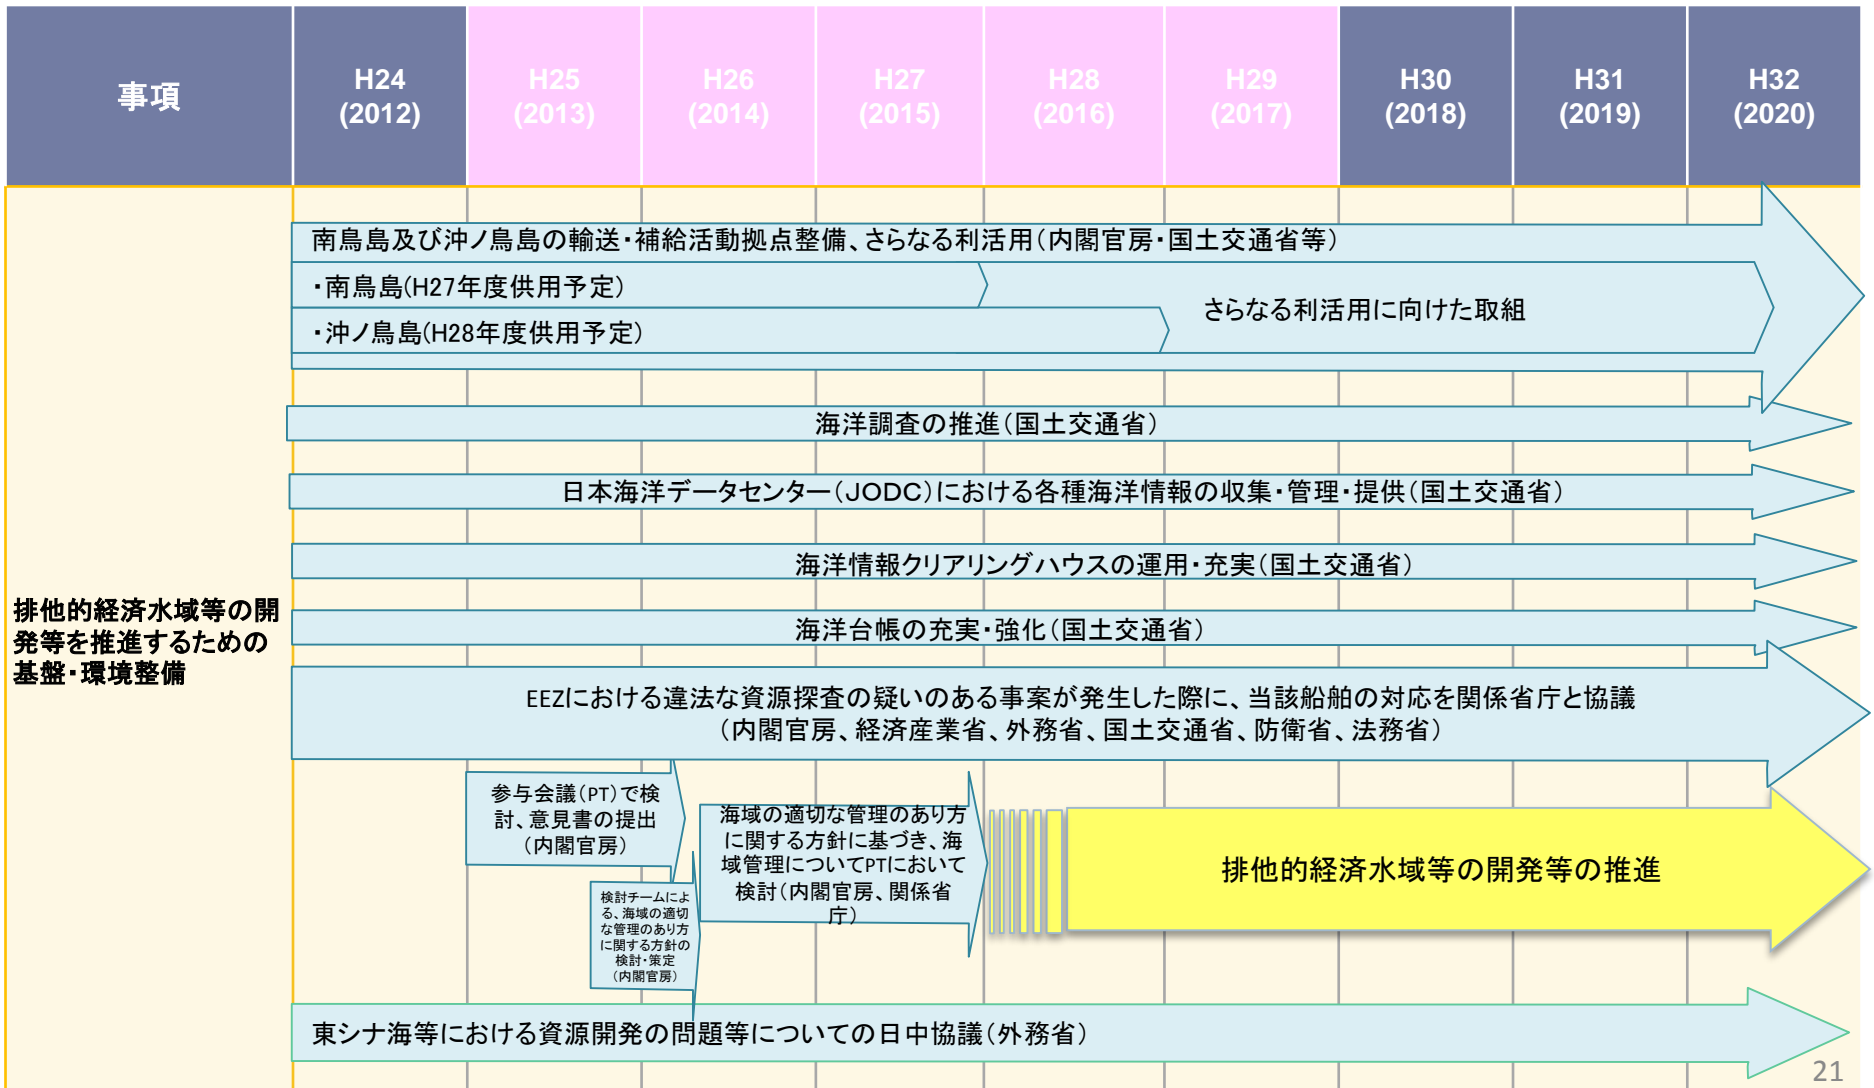 事項
H24
(2012)
H25
(2013)
H26
(2014)
H27
(2015)
H28
(2016)
H29
(2017)
H30
(2018)
H31
(2019)
H32
(2020)
排他的経済水域等の開
発等を推進するための
基盤・環境整備
南鳥島及び沖ノ鳥島の輸送・補給活動拠点整備、さらなる利活用（内閣官房・国土交通省等）
・南鳥島(H27年度供用予定)
・沖ノ鳥島(H28年度供用予定)
さらなる利活用に向けた取組
海洋調査の推進（国土交通省）
日本海洋データセンター（JODC）における各種海洋情報の収集・管理・提供（国土交通省）
海洋情報クリアリングハウスの運用・充実（国土交通省）
海洋台帳の充実・強化（国土交通省）
EEZにおける違法な資源探査の疑いのある事案が発生した際に、当該船舶の対応を関係省庁と協議
（内閣官房、経済産業省、外務省、国土交通省、防衛省、法務省）
参与会議（PT）で検
討、意見書の提出
（内閣官房）
検討チームによ
る、海域の適切
な管理のあり方
に関する方針の
検討・策定
（内閣官房）
海域の適切な管理のあり方
に関する方針に基づき、海
域管理についてPTにおいて
検討（内閣官房、関係省
庁）
排他的経済水域等の開発等の推進
東シナ海等における資源開発の問題等についての日中協議（外務省）
21